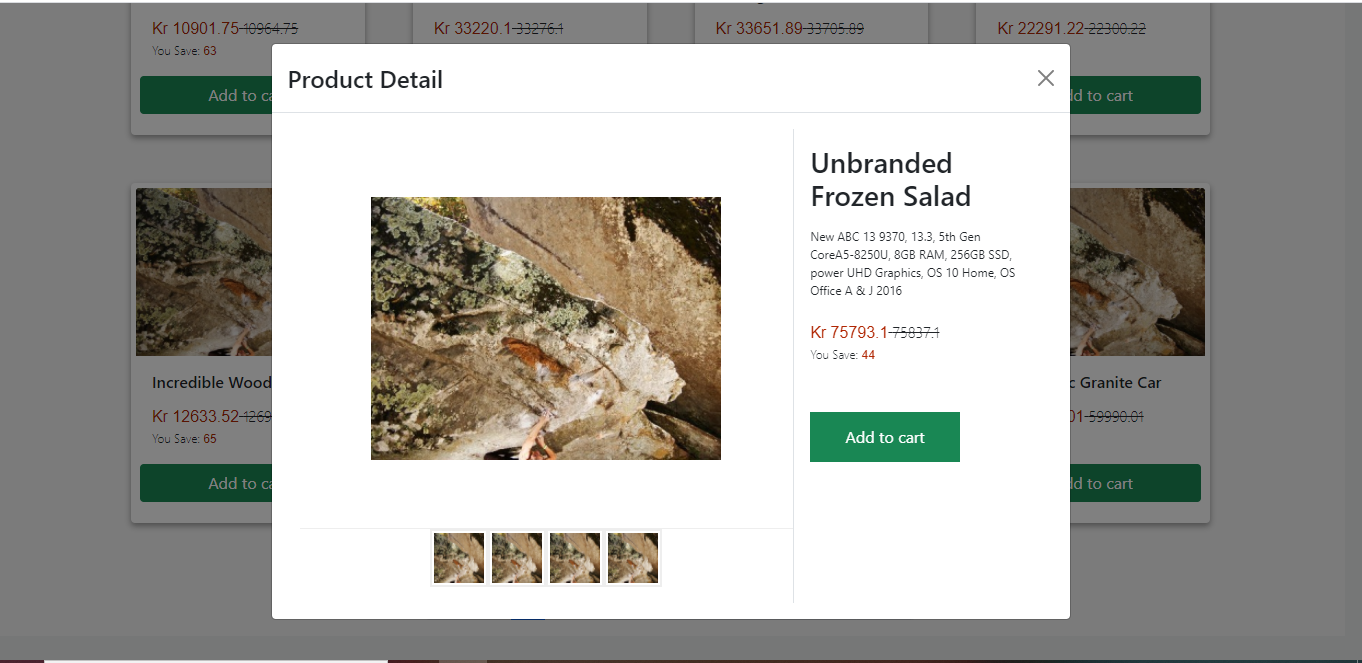 Kr 10901.75 10964.75
Kr 33220.1 33276.1
Kr 33651.89 33705.89
Kr 22291.22 22300.22
You Save: 63
Add to ca
ld to cart
Product Detail
Unbranded
Frozen Salad
New ABC 13 9370, 13.3, 5th Gen
CoreA5-8250U, 8GB RAM, 256GB SSD,
power UHD Graphics, OS 10 Home, OS
Office A & J 2016
Kr 75793.1 75837.1
You Save: 44
Add to cart
Incredible Wood
Kr 12633.52 1269
You Save: 65
Add to ca
c Granite Car
01 59990.01
ld to cart